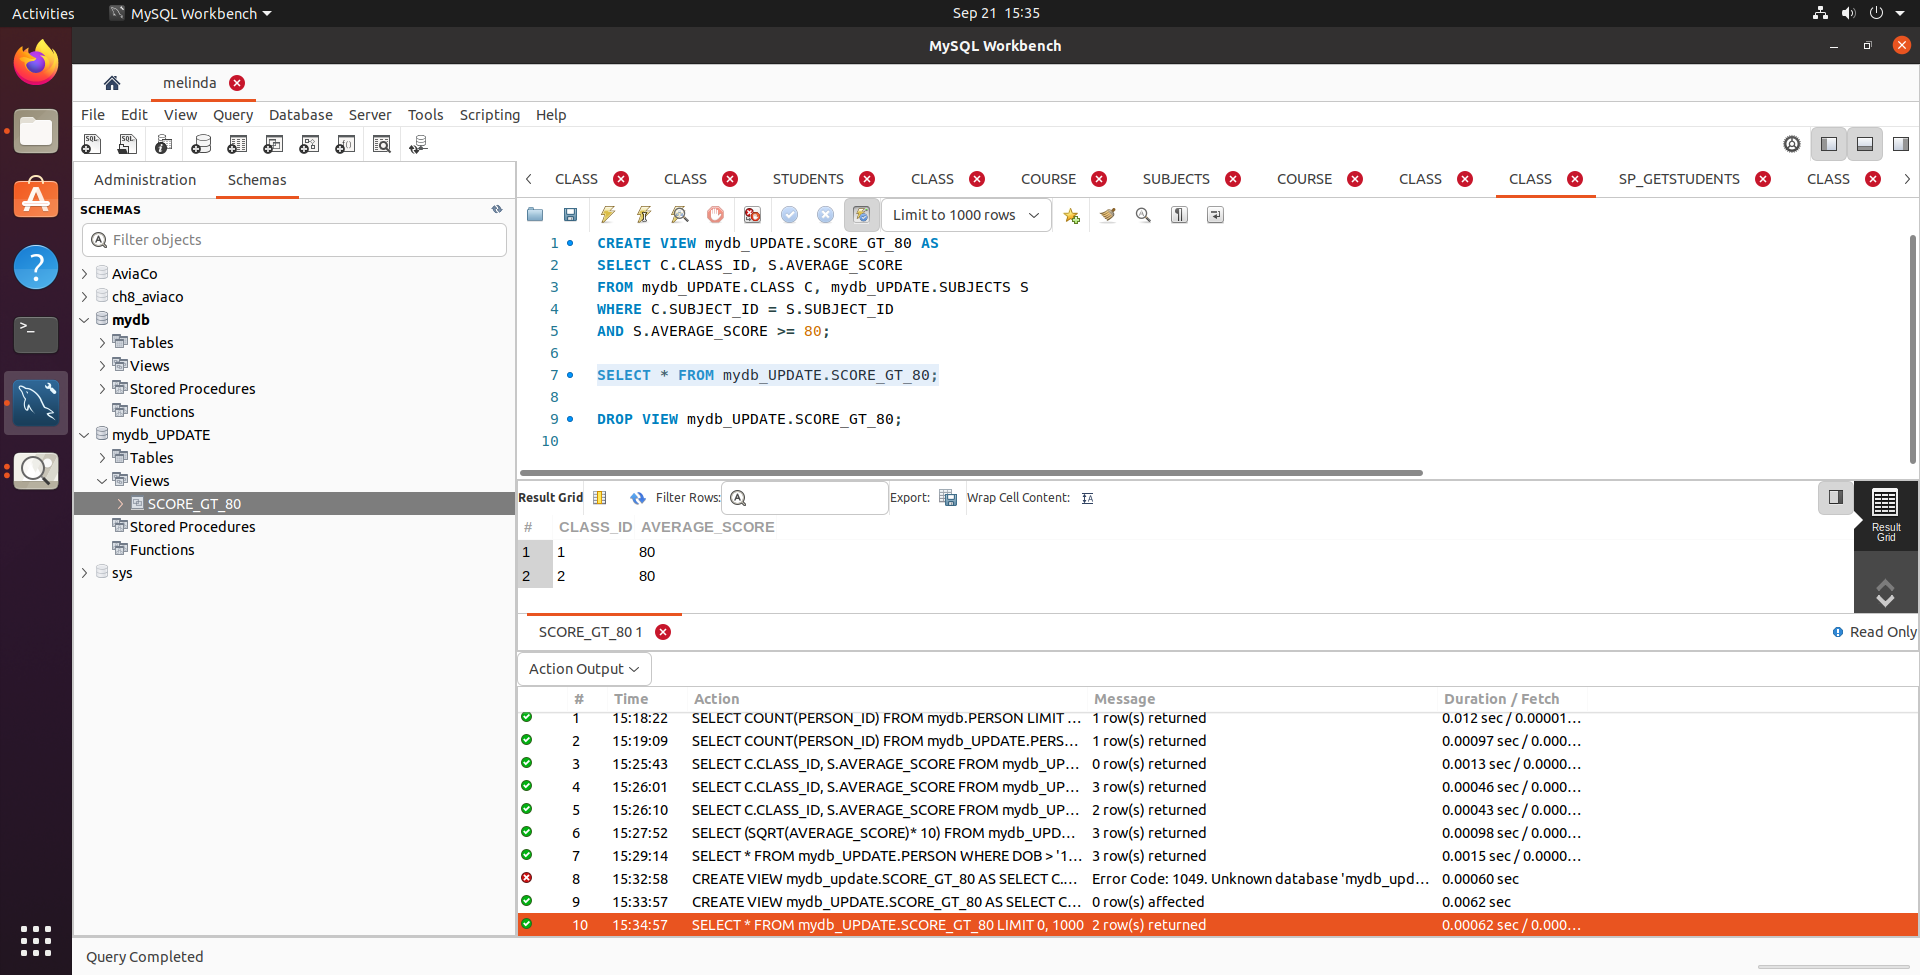 Activities MySQL Workbench Sep 21 15:35
MySQL Workbench
melinda
File Edit View Query Database Server Tools Scripting Help
Administration Schemas
CLASS CLASS STUDENTS CLASS COURSE SUBJECTS COURSE CLASS CLASS SP_GETSTUDENTS CLASS
SCHEMAS
Filter objects
AviaCo
ch8_aviaco
mydb
Tables
Views
Stored Procedures
Functions
mydb_UPDATE
Tables
Views
SCORE_GT_80
Stored Procedures
Functions
sys
Limit to 1000 rows
1 CREATE VIEW mydb_UPDATE.SCORE_GT_80 AS
2 SELECT C.CLASS_ID, S.AVERAGE_SCORE
3 FROM mydb_UPDATE.CLASS C, mydb_UPDATE.SUBJECTS S
4 WHERE C.SUBJECT_ID = S.SUBJECT_ID
5 AND S.AVERAGE_SCORE >= 80;
6
7 SELECT * FROM mydb_UPDATE.SCORE_GT_80;
8
9 DROP VIEW mydb_UPDATE.SCORE_GT_80;
10
Result Grid Filter Rows: Export: Wrap Cell Content:
# CLASS_ID AVERAGE_SCORE
1 1 80
2 2 80
Result
Grid
SCORE_GT_80 1 Read Only
Action Output
# Time Action Message Duration / Fetch
1 15:18:22 SELECT COUNT(PERSON_ID) FROM mydb.PERSON LIMIT ... 1 row(s) returned 0.012 sec / 0.00001...
2 15:19:09 SELECT COUNT(PERSON_ID) FROM mydb_UPDATE.PERS... 1 row(s) returned 0.00097 sec / 0.000...
3 15:25:43 SELECT C.CLASS_ID, S.AVERAGE_SCORE FROM mydb_UP... 0 row(s) returned 0.0013 sec / 0.0000...
4 15:26:01 SELECT C.CLASS_ID, S.AVERAGE_SCORE FROM mydb_UP... 3 row(s) returned 0.00046 sec / 0.000...
5 15:26:10 SELECT C.CLASS_ID, S.AVERAGE_SCORE FROM mydb_UP... 2 row(s) returned 0.00043 sec / 0.000...
6 15:27:52 SELECT (SQRT(AVERAGE_SCORE)* 10) FROM mydb_UPD... 3 row(s) returned 0.00098 sec / 0.000...
7 15:29:14 SELECT * FROM mydb_UPDATE.PERSON WHERE DOB > '1... 3 row(s) returned 0.0015 sec / 0.0000...
8 15:32:58 CREATE VIEW mydb_update.SCORE_GT_80 AS SELECT C.... Error Code: 1049. Unknown database 'mydb_upd... 0.00060 sec
9 15:33:57 CREATE VIEW mydb_UPDATE.SCORE_GT_80 AS SELECT C... 0 row(s) affected 0.0062 sec
10 15:34:57 SELECT * FROM mydb_UPDATE.SCORE_GT_80 LIMIT 0, 1000 2 row(s) returned 0.00062 sec / 0.000...
Query Completed